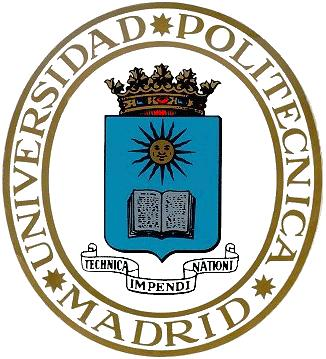 UNIVERSIDAD POLITECNICA
MADRID
TECHNICA IMPENDI NATIONI